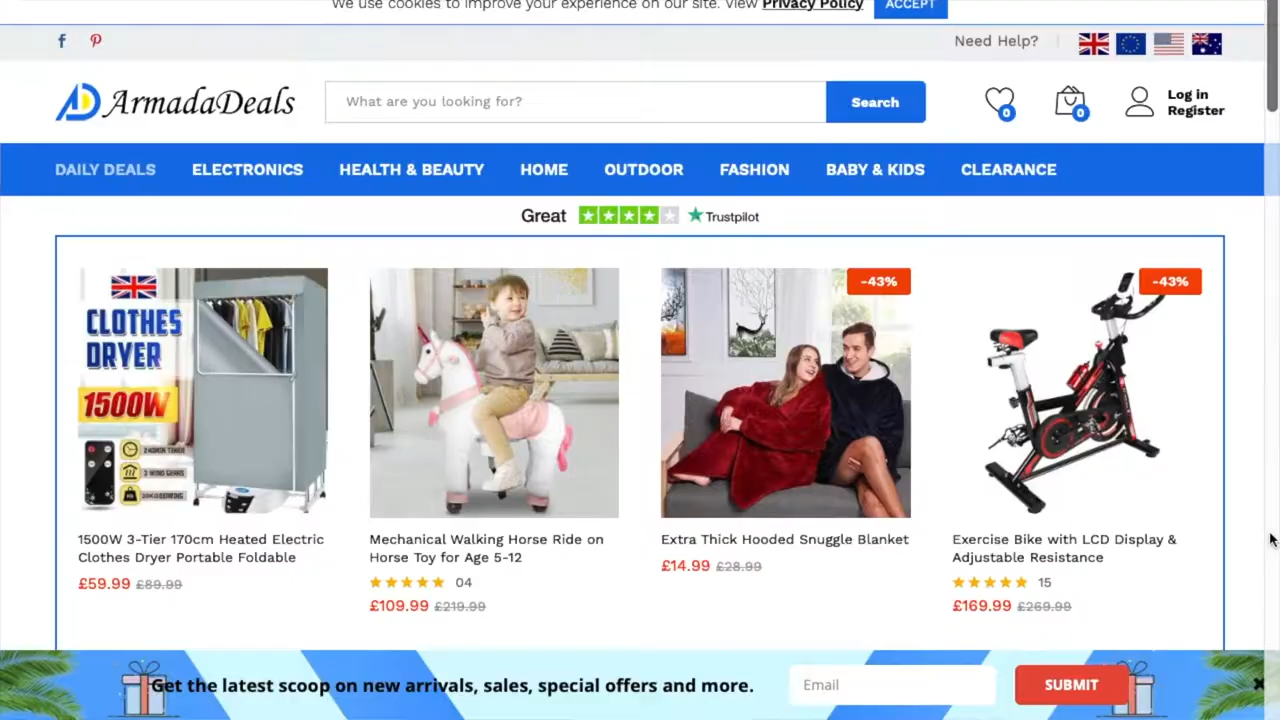 We use cookies to improve your experience on our site. View Privacy Policy
ACCEPT
Need Help?
ArmadaDeals
What are you looking for?
Search
0
0
Log in
Register
DAILY DEALS ELECTRONICS HEALTH & BEAUTY HOME OUTDOOR FASHION BABY & KIDS CLEARANCE
Great Trustpilot
CLOTHES
DRYER
1500W
-43%
-43%
1500W 3-Tier 170cm Heated Electric
Clothes Dryer Portable Foldable
£59.99 £89.99
Mechanical Walking Horse Ride on
Horse Toy for Age 5-12
04
£109.99 £219.99
Extra Thick Hooded Snuggle Blanket
£14.99 £28.99
Exercise Bike with LCD Display &
Adjustable Resistance
15
£169.99 £269.99
Get the latest scoop on new arrivals, sales, special offers and more.
Email
SUBMIT